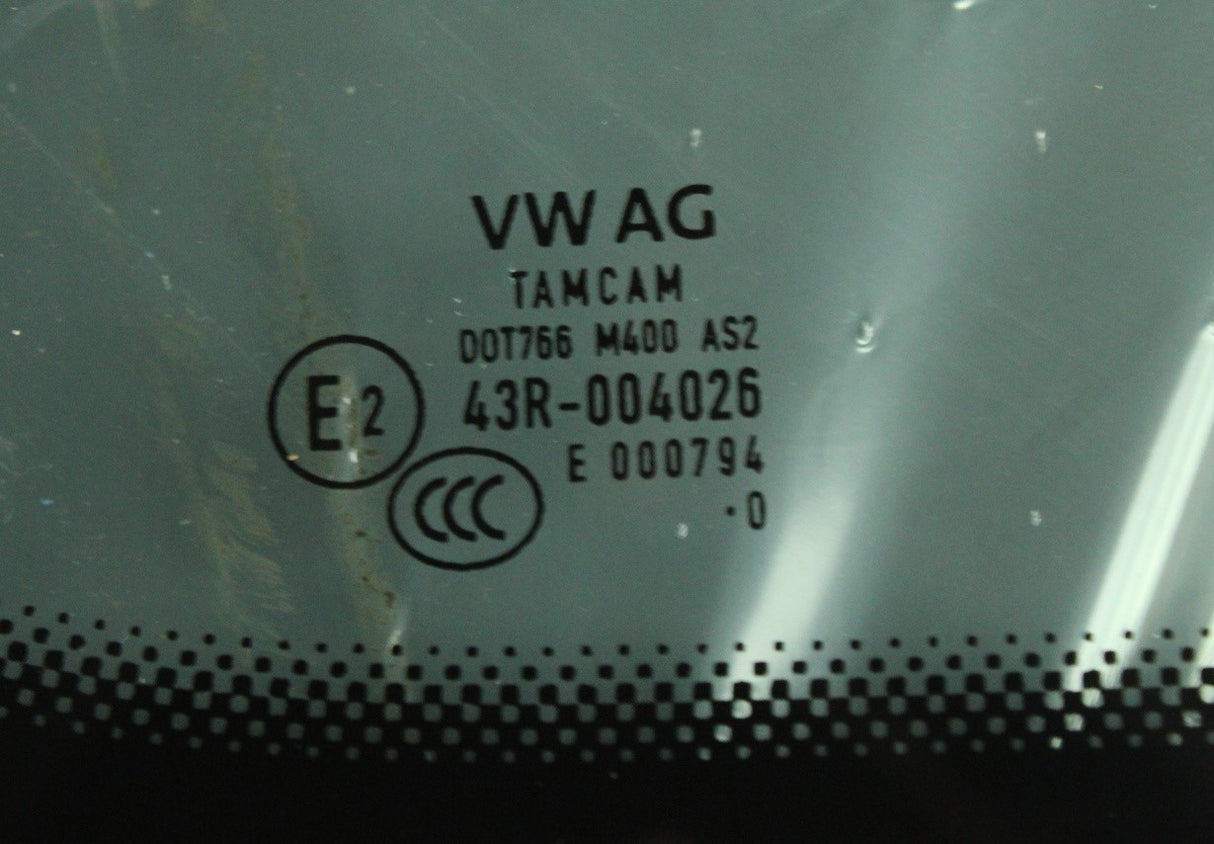 VW AG
TAMCAM
DOT766 M400 AS2
E2 43R-004026
E 000794
CCC
·0